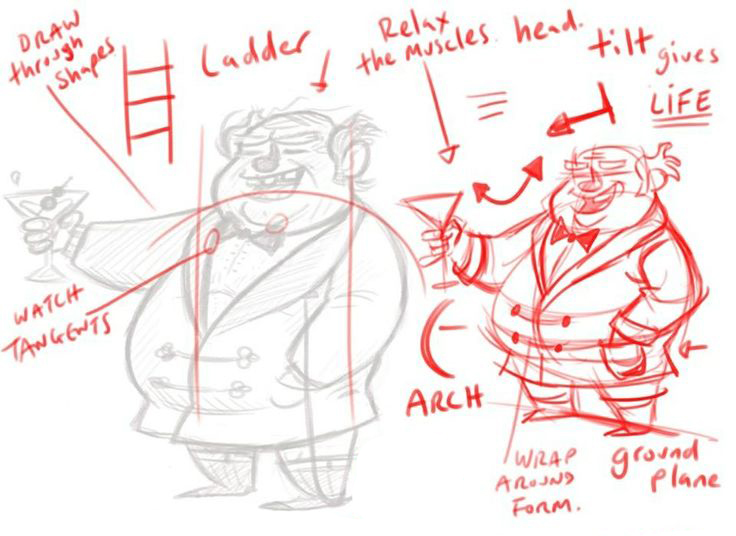 DRAW
through
Shapes
Ladder
Relax
the Muscles.
head.
tilt
gives
LIFE
WATCH
TANGENTS
ARCH
WRAP
AROUND
FORM.
ground
plane